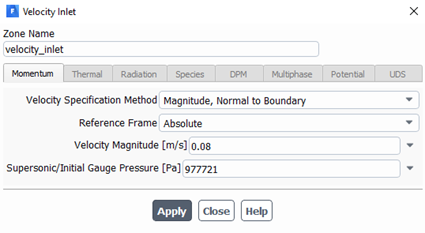 Velocity Inlet
Zone Name
velocity_inlet
Momentum Thermal Radiation Species DPM Multiphase Potential UDS
Velocity Specification Method Magnitude, Normal to Boundary
Reference Frame Absolute
Velocity Magnitude [m/s] 0.08
Supersonic/Initial Gauge Pressure [Pa] 977721
Apply Close Help